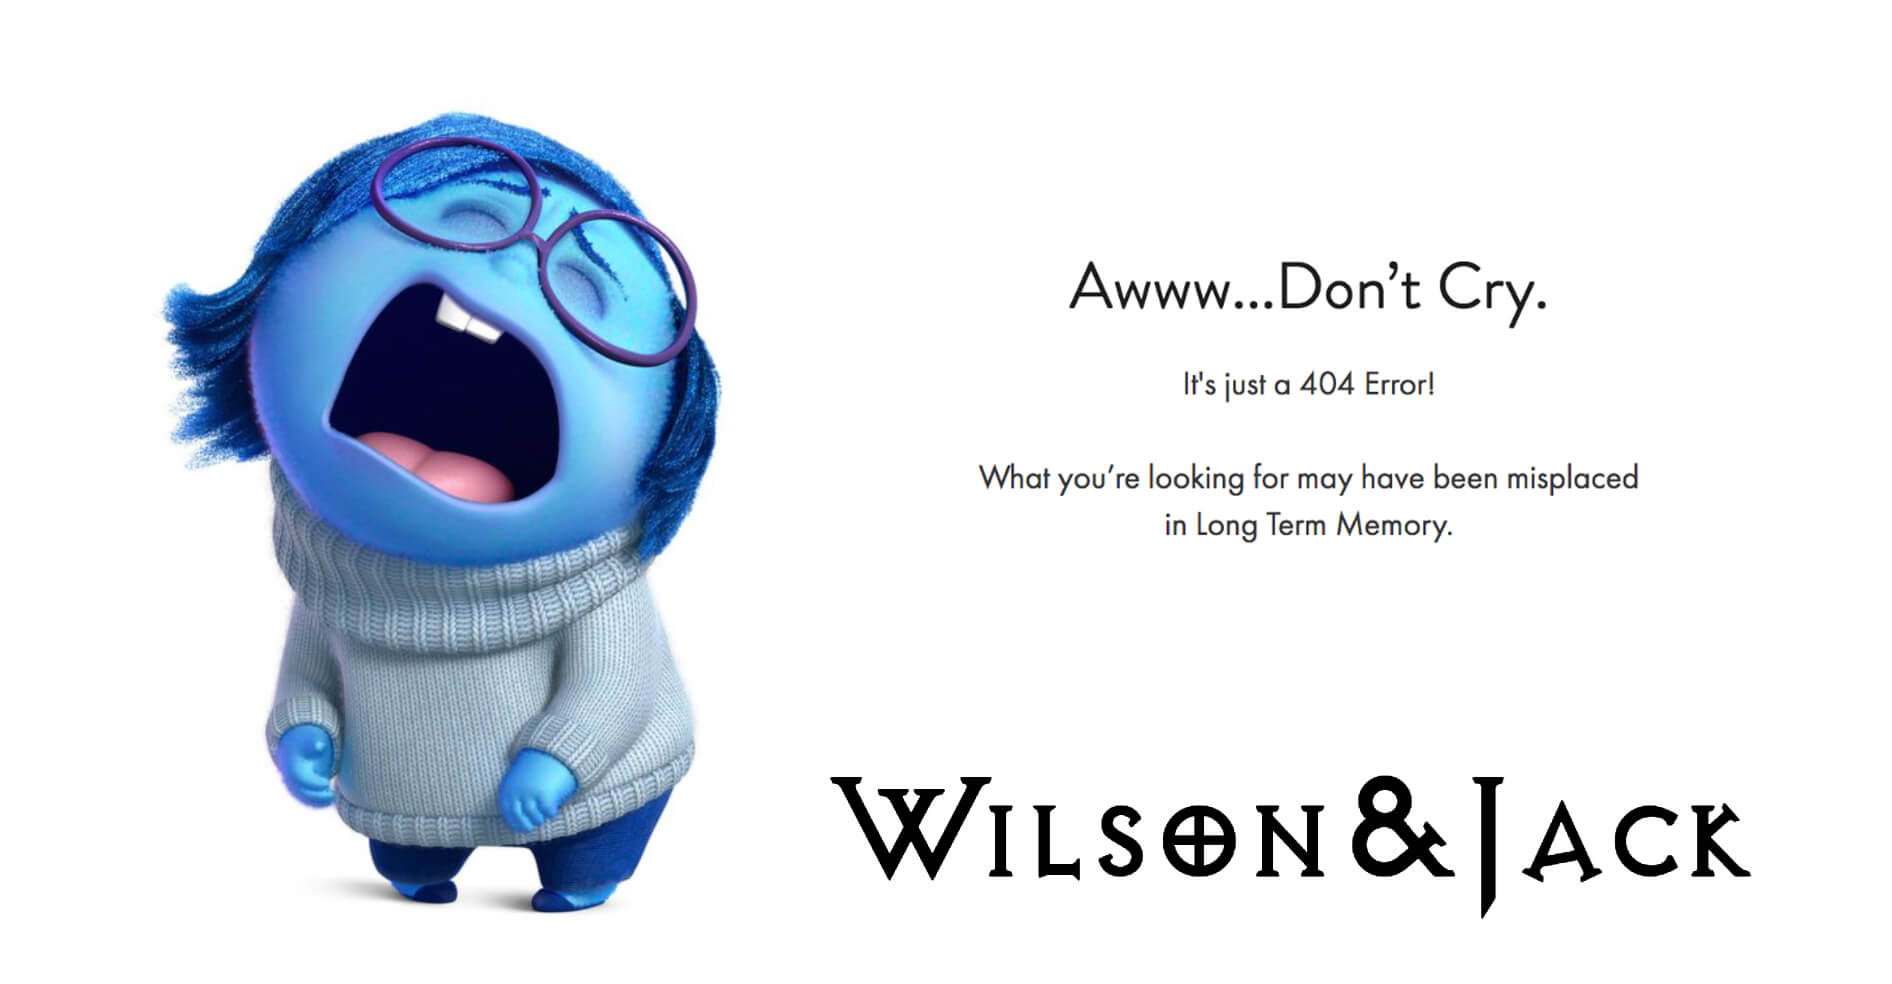 Awww...Don’t Cry.
It's just a 404 Error!
What you’re looking for may have been misplaced
in Long Term Memory.
Wilson&Jack